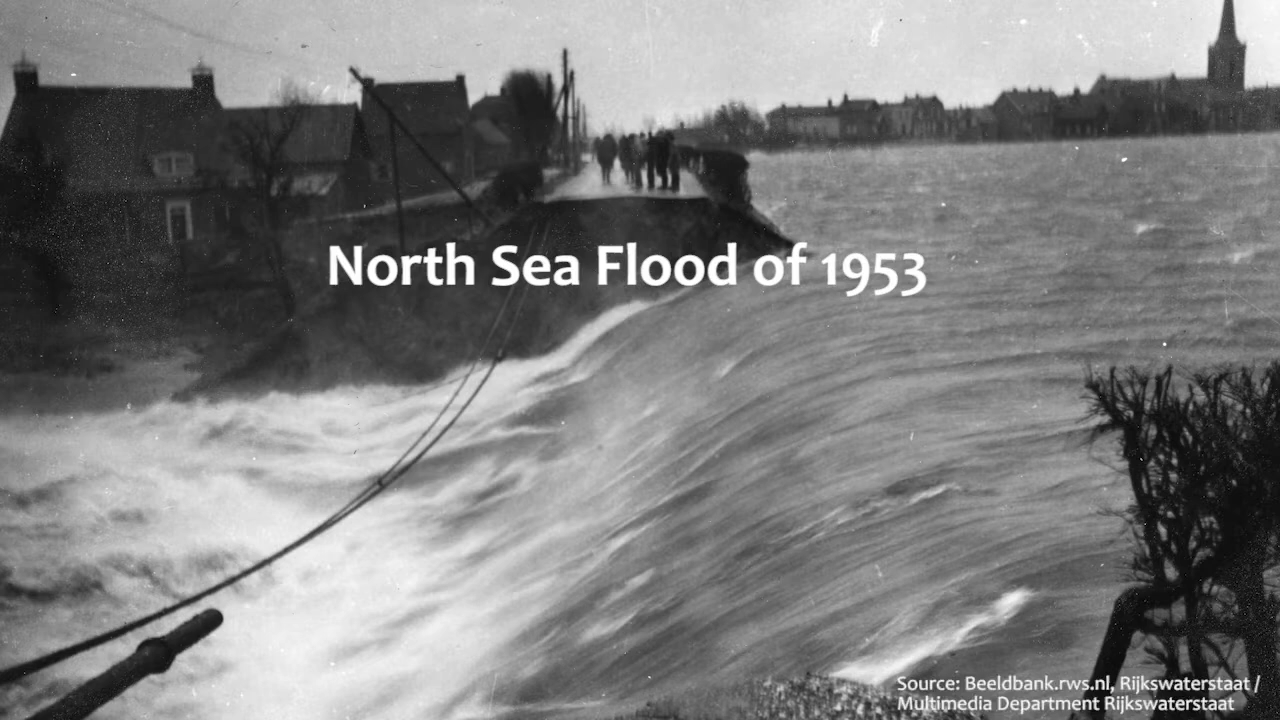 North Sea Flood of 1953
Source: Beeldbank.rws.nl, Rijkswaterstaat /
Multimedia Department Rijkswaterstaat